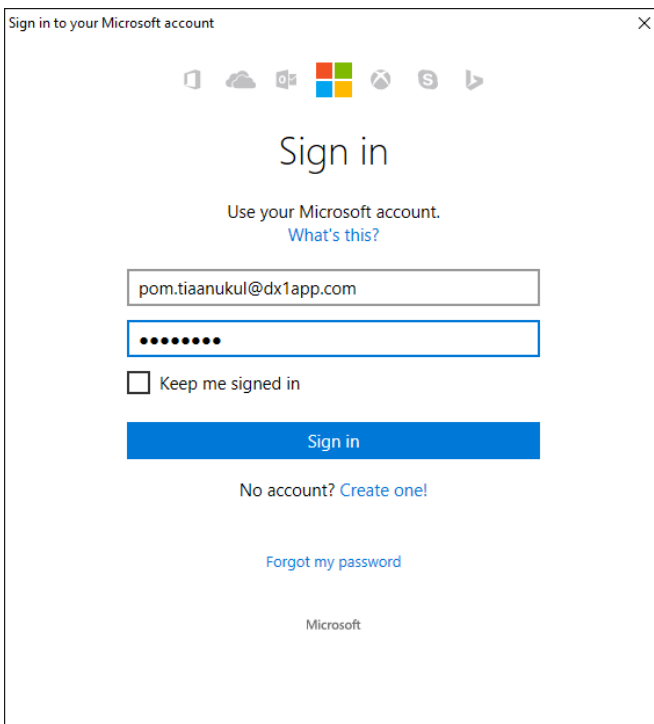 Sign in to your Microsoft account
Sign in
Use your Microsoft account.
What's this?
pom.tiaanukul@dx1app.com
••••••••
Keep me signed in
Sign in
No account? Create one!
Forgot my password
Microsoft